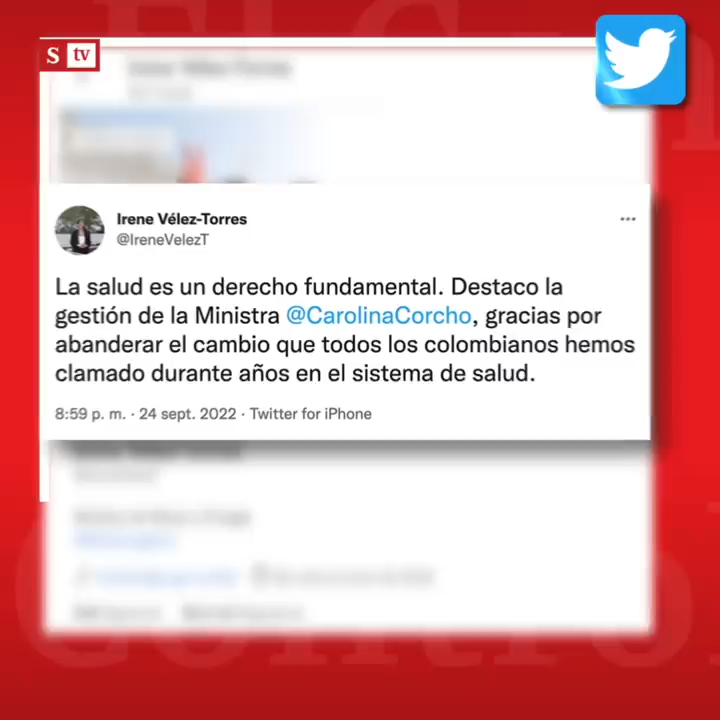 S tv
Irene Vélez-Torres
@IreneVelezT
La salud es un derecho fundamental. Destaco la
gestión de la Ministra @CarolinaCorcho, gracias por
abanderar el cambio que todos los colombianos hemos
clamado durante años en el sistema de salud.
8:59 p. m. · 24 sept. 2022 · Twitter for iPhone